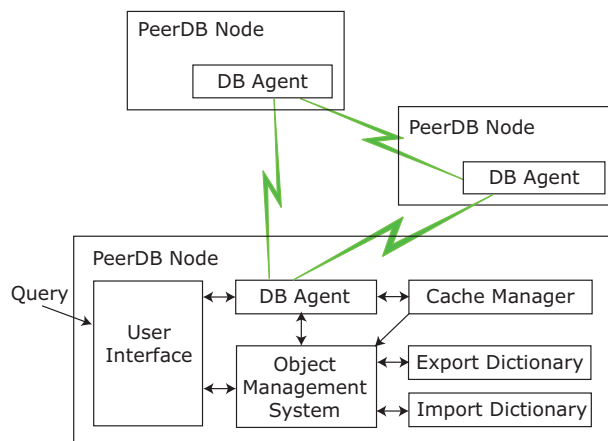 PeerDB Node
DB Agent
PeerDB Node
DB Agent
PeerDB Node
Query
User
Interface
DB Agent
Cache Manager
Object
Management
System
Export Dictionary
Import Dictionary